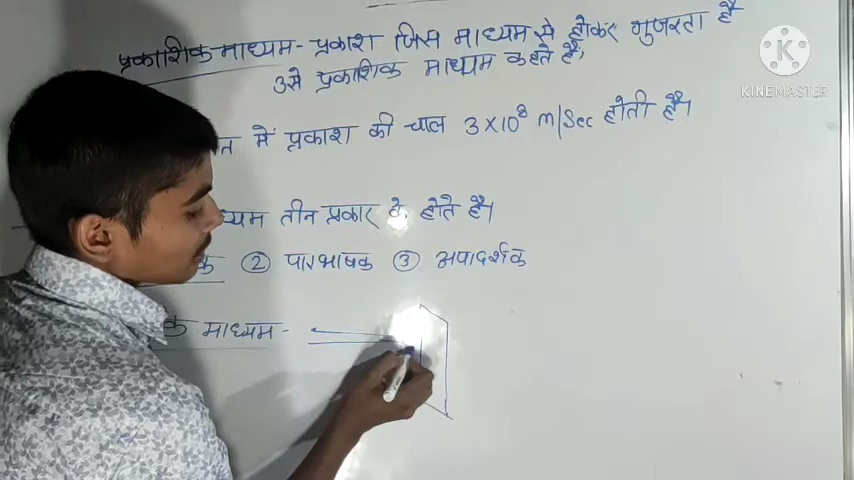 प्रकाशिक माध्यम - प्रकाश जिस माध्यम से होकर गुजरता है
उसे प्रकाशिक माध्यम कहते हैं,
में प्रकाश की चाल 3×10⁸ m/sec होती है।
तीन प्रकार के होते है।
② पारभाषक ③ अपादर्शक
माध्यम -
KINEMASTER